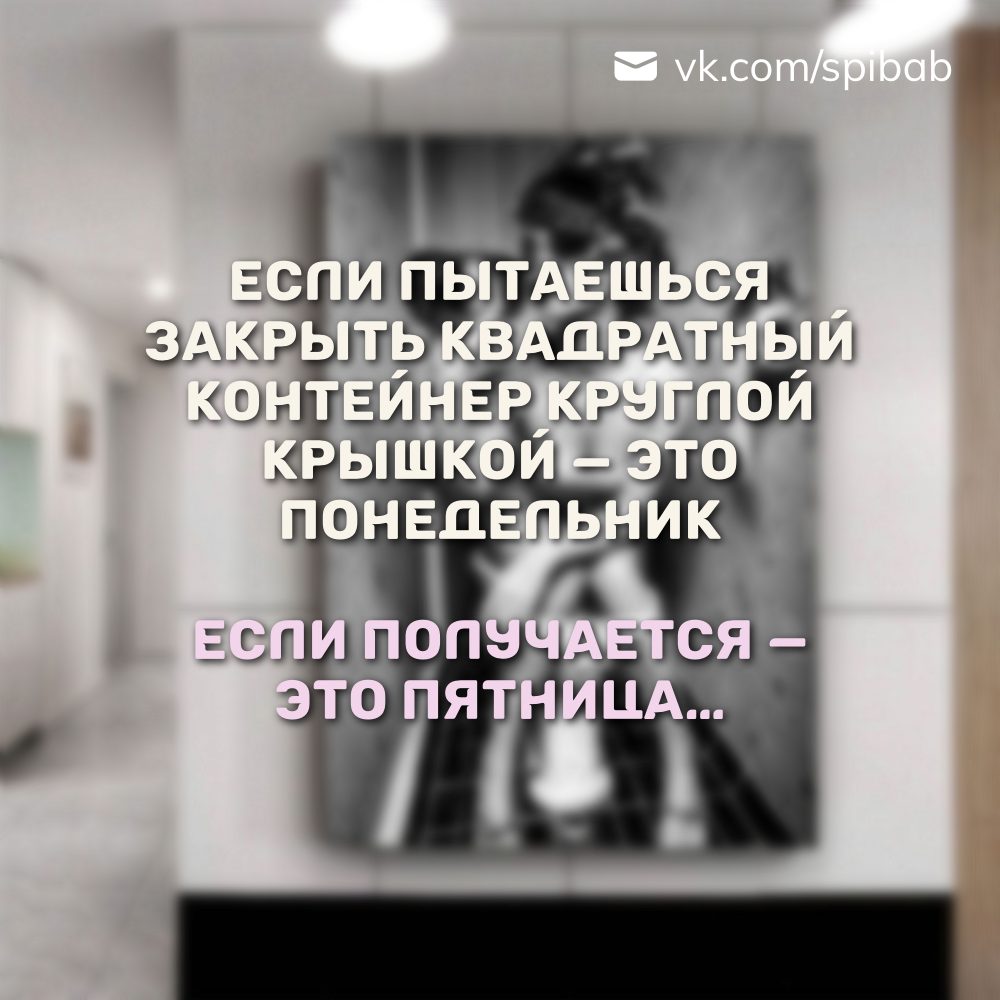 vk.com/spibab
ЕСЛИ ПЫТАЕШЬСЯ
ЗАКРЫТЬ КВАДРАТНЫЙ
КОНТЕЙНЕР КРУГЛОЙ
КРЫШКОЙ – ЭТО
ПОНЕДЕЛЬНИК
ЕСЛИ ПОЛУЧАЕТСЯ –
ЭТО ПЯТНИЦА...